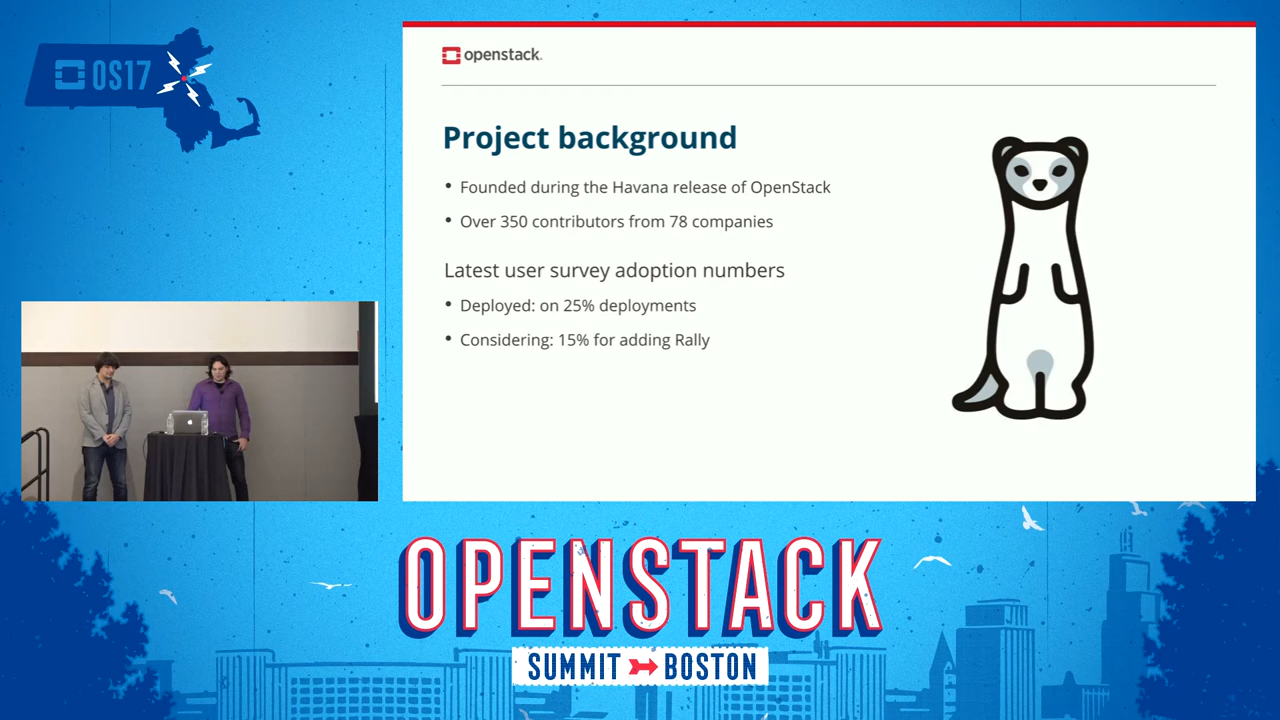 OS17
openstack.
Project background
• Founded during the Havana release of OpenStack
• Over 350 contributors from 78 companies
Latest user survey adoption numbers
• Deployed: on 25% deployments
• Considering: 15% for adding Rally
OPENSTACK
SUMMIT BOSTON